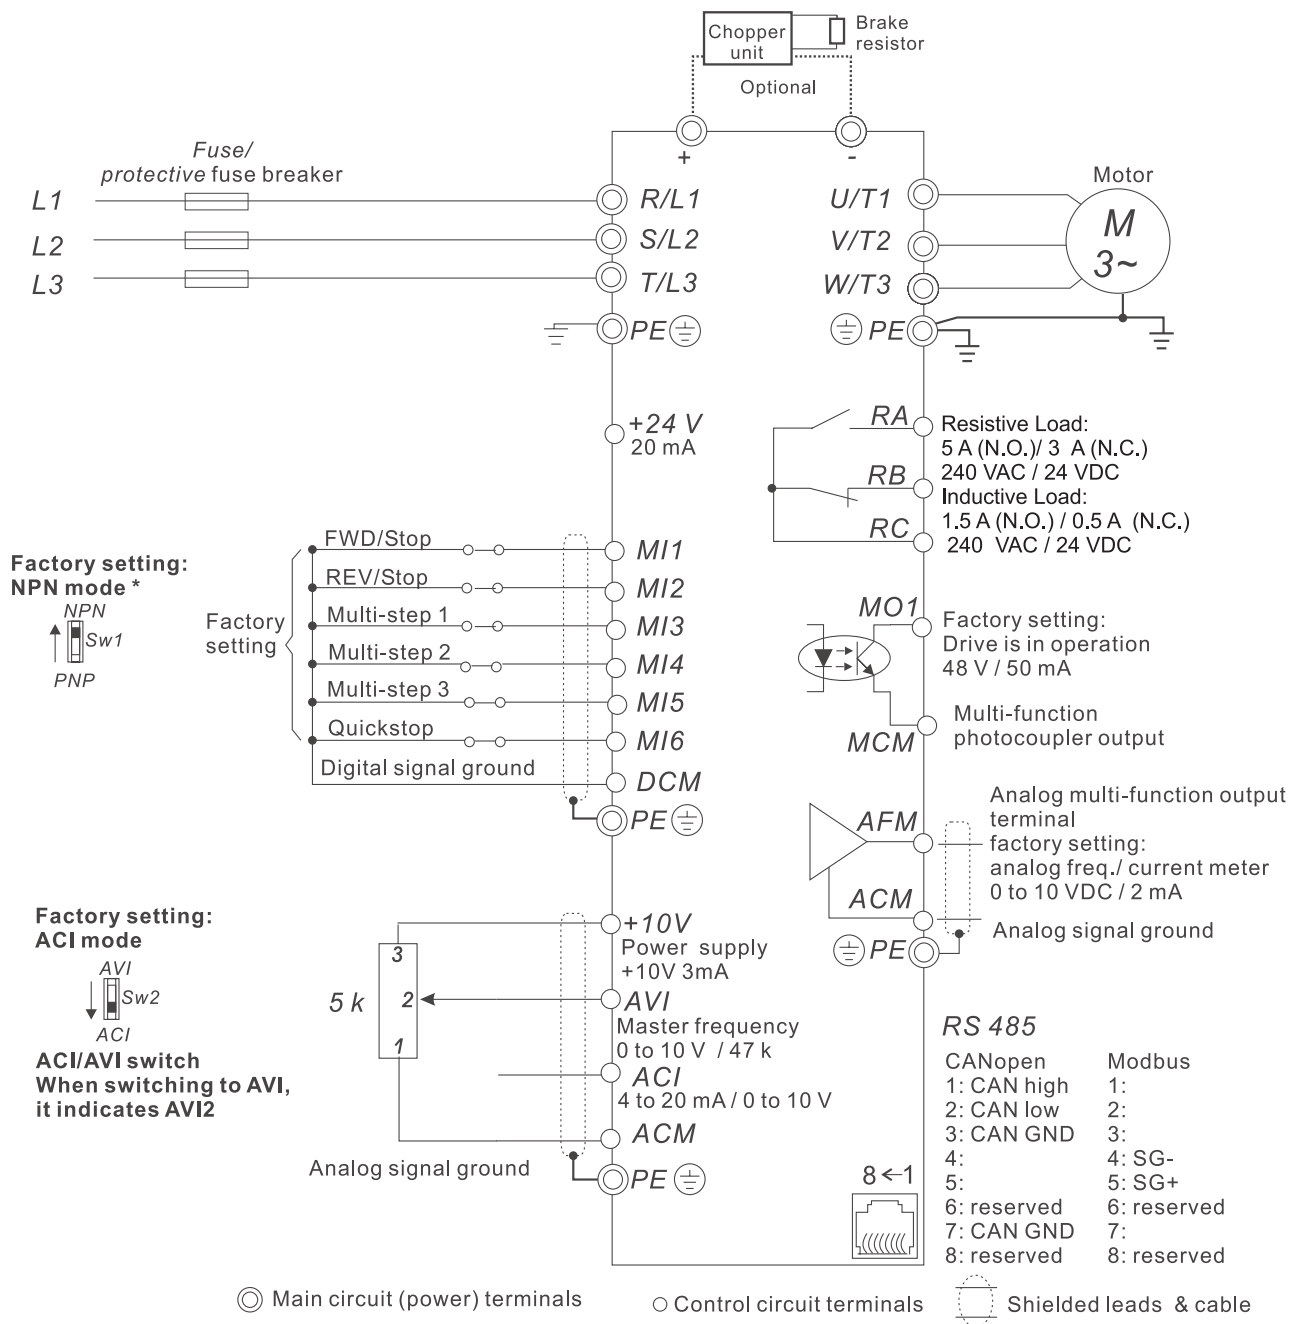 Chopper
unit
Brake
resistor
Optional
+
-
Fuse/
protective fuse breaker
L1
L2
L3
R/L1
S/L2
T/L3
PE
U/T1
V/T2
W/T3
PE
Motor
M
3~
+24 V
20 mA
RA
RB
RC
Resistive Load:
5 A (N.O.)/ 3 A (N.C.)
240 VAC / 24 VDC
Inductive Load:
1.5 A (N.O.) / 0.5 A (N.C.)
240 VAC / 24 VDC
Factory setting:
NPN mode *
NPN
Sw1
PNP
Factory
setting
FWD/Stop
REV/Stop
Multi-step 1
Multi-step 2
Multi-step 3
Quickstop
Digital signal ground
MI1
MI2
MI3
MI4
MI5
MI6
DCM
PE
MO1
MCM
Factory setting:
Drive is in operation
48 V / 50 mA
Multi-function
photocoupler output
AFM
ACM
PE
Analog multi-function output
terminal
factory setting:
analog freq./ current meter
0 to 10 VDC / 2 mA
Analog signal ground
Factory setting:
ACI mode
AVI
Sw2
ACI
ACI/AVI switch
When switching to AVI,
it indicates AVI2
5 k
3
2
1
+10V
Power supply
+10V 3mA
AVI
Master frequency
0 to 10 V / 47 k
ACI
4 to 20 mA / 0 to 10 V
ACM
Analog signal ground
PE
8←1
RS 485
CANopen
1: CAN high
2: CAN low
3: CAN GND
4:
5:
6: reserved
7: CAN GND
8: reserved
Modbus
1:
2:
3:
4: SG-
5: SG+
6: reserved
7:
8: reserved
Main circuit (power) terminals
Control circuit terminals
Shielded leads & cable